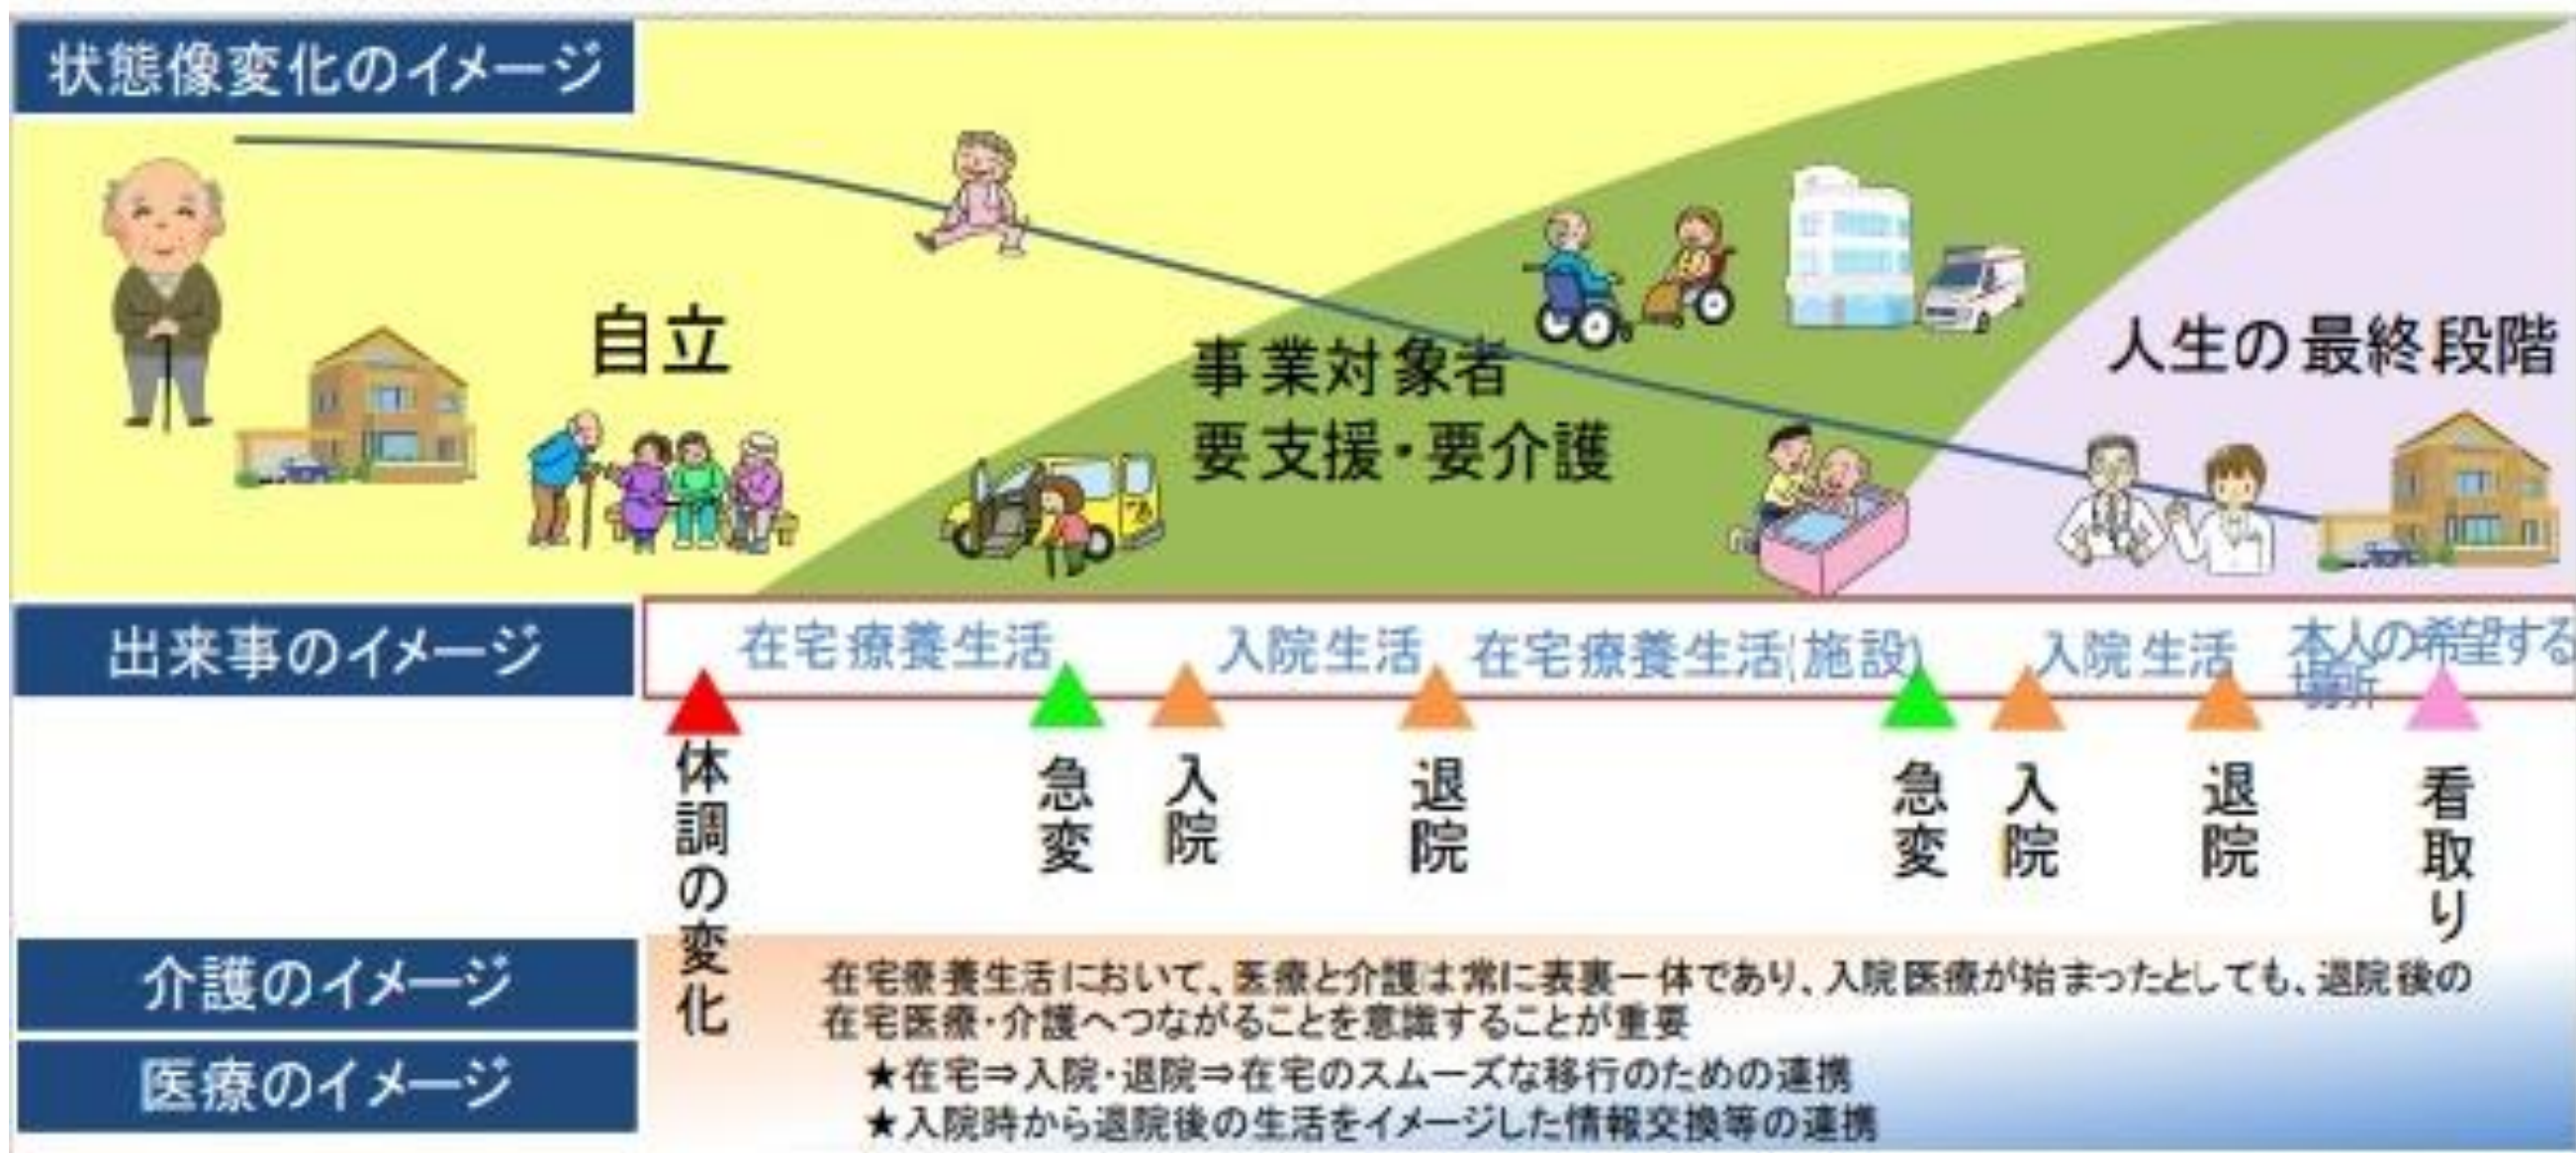 状態像変化のイメージ
自立
事業対象者
要支援・要介護
人生の最終段階
出来事のイメージ
在宅療養生活
入院生活
在宅療養生活(施設)
入院生活
本人の希望する
場所
体調の変化
急変
入院
退院
急変
入院
退院
看取り
介護のイメージ
在宅療養生活において、医療と介護は常に表裏一体であり、入院医療が始まったとしても、退院後の
在宅医療・介護へつながることを意識することが重要
医療のイメージ
★在宅⇒入院・退院⇒在宅のスムーズな移行のための連携
★入院時から退院後の生活をイメージした情報交換等の連携